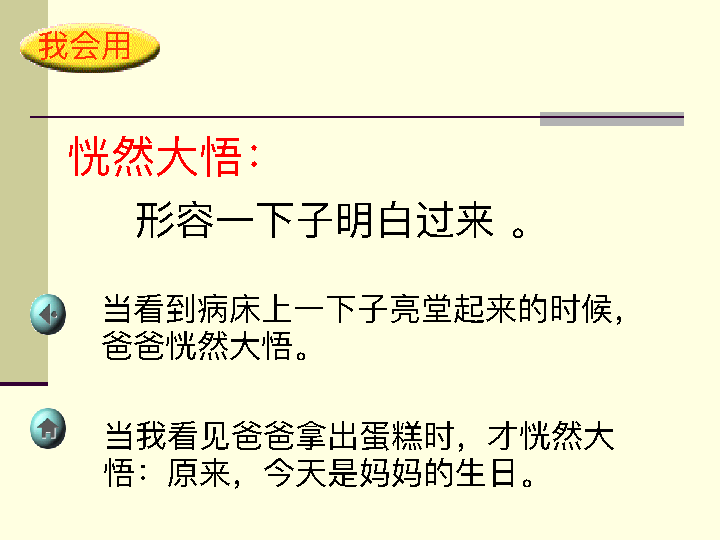 我会用
恍然大悟：
形容一下子明白过来 。
当看到病床上一下子亮堂起来的时候，
爸爸恍然大悟。
当我看见爸爸拿出蛋糕时，才恍然大
悟：原来，今天是妈妈的生日。